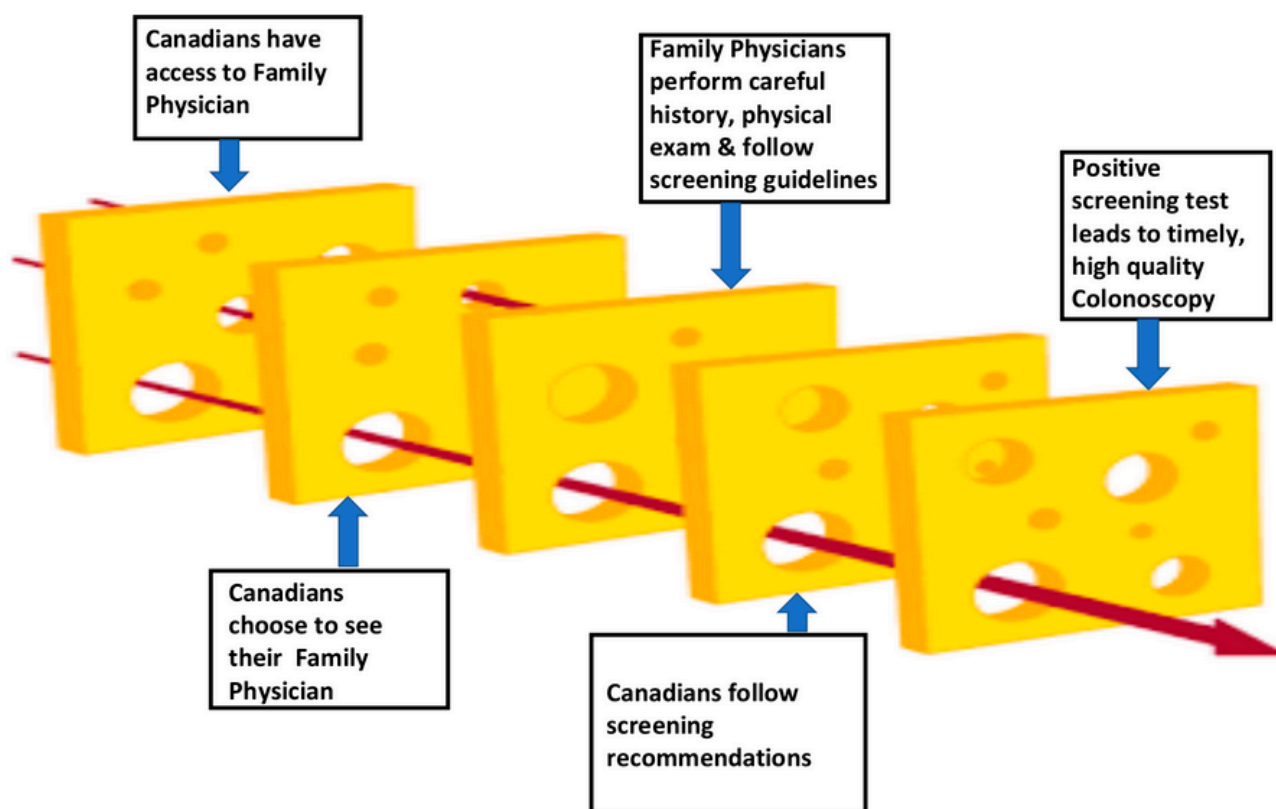 Canadians have
access to Family
Physician
Canadians
choose to see
their Family
Physician
Family Physicians
perform careful
history, physical
exam & follow
screening guidelines
Canadians follow
screening
recommendations
Positive
screening test
leads to timely,
high quality
Colonoscopy